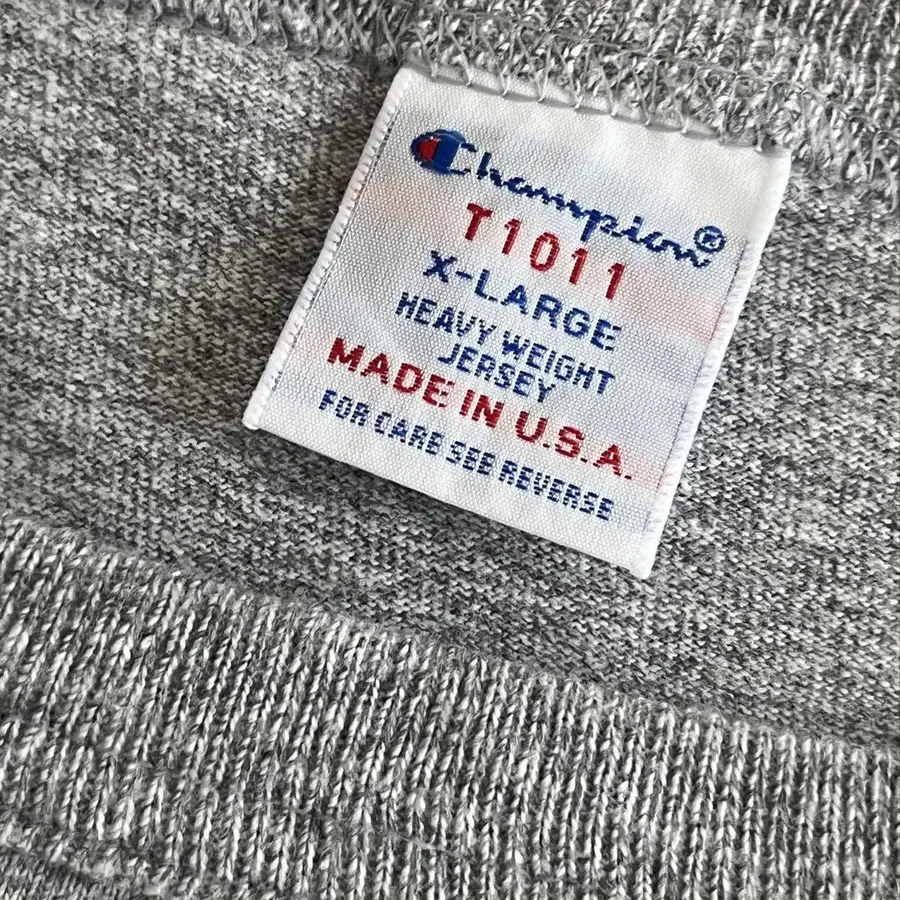 Champion®
T1011
X-LARGE
HEAVY WEIGHT
JERSEY
MADE IN U.S.A.
FOR CARE SEE REVERSE